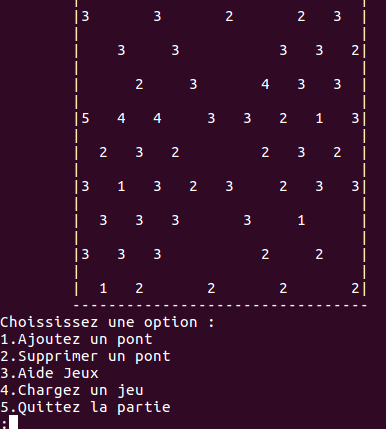 |3       3       2       2   3  |
|    3     3           3   3   2|
|      2     3       4   3   3  |
|5   4   4     3   3   2   1   3|
|  2   3   2         2   3   2  |
|3   1   3   2   3     2   3   3|
|  3   3   3       3     1      |
|3   3   3           2     2    |
|  1   2       2       2       2|
---------------------------------
Choississez une option :
1.Ajoutez un pont
2.Supprimer un pont
3.Aide Jeux
4.Chargez un jeu
5.Quittez la partie
: